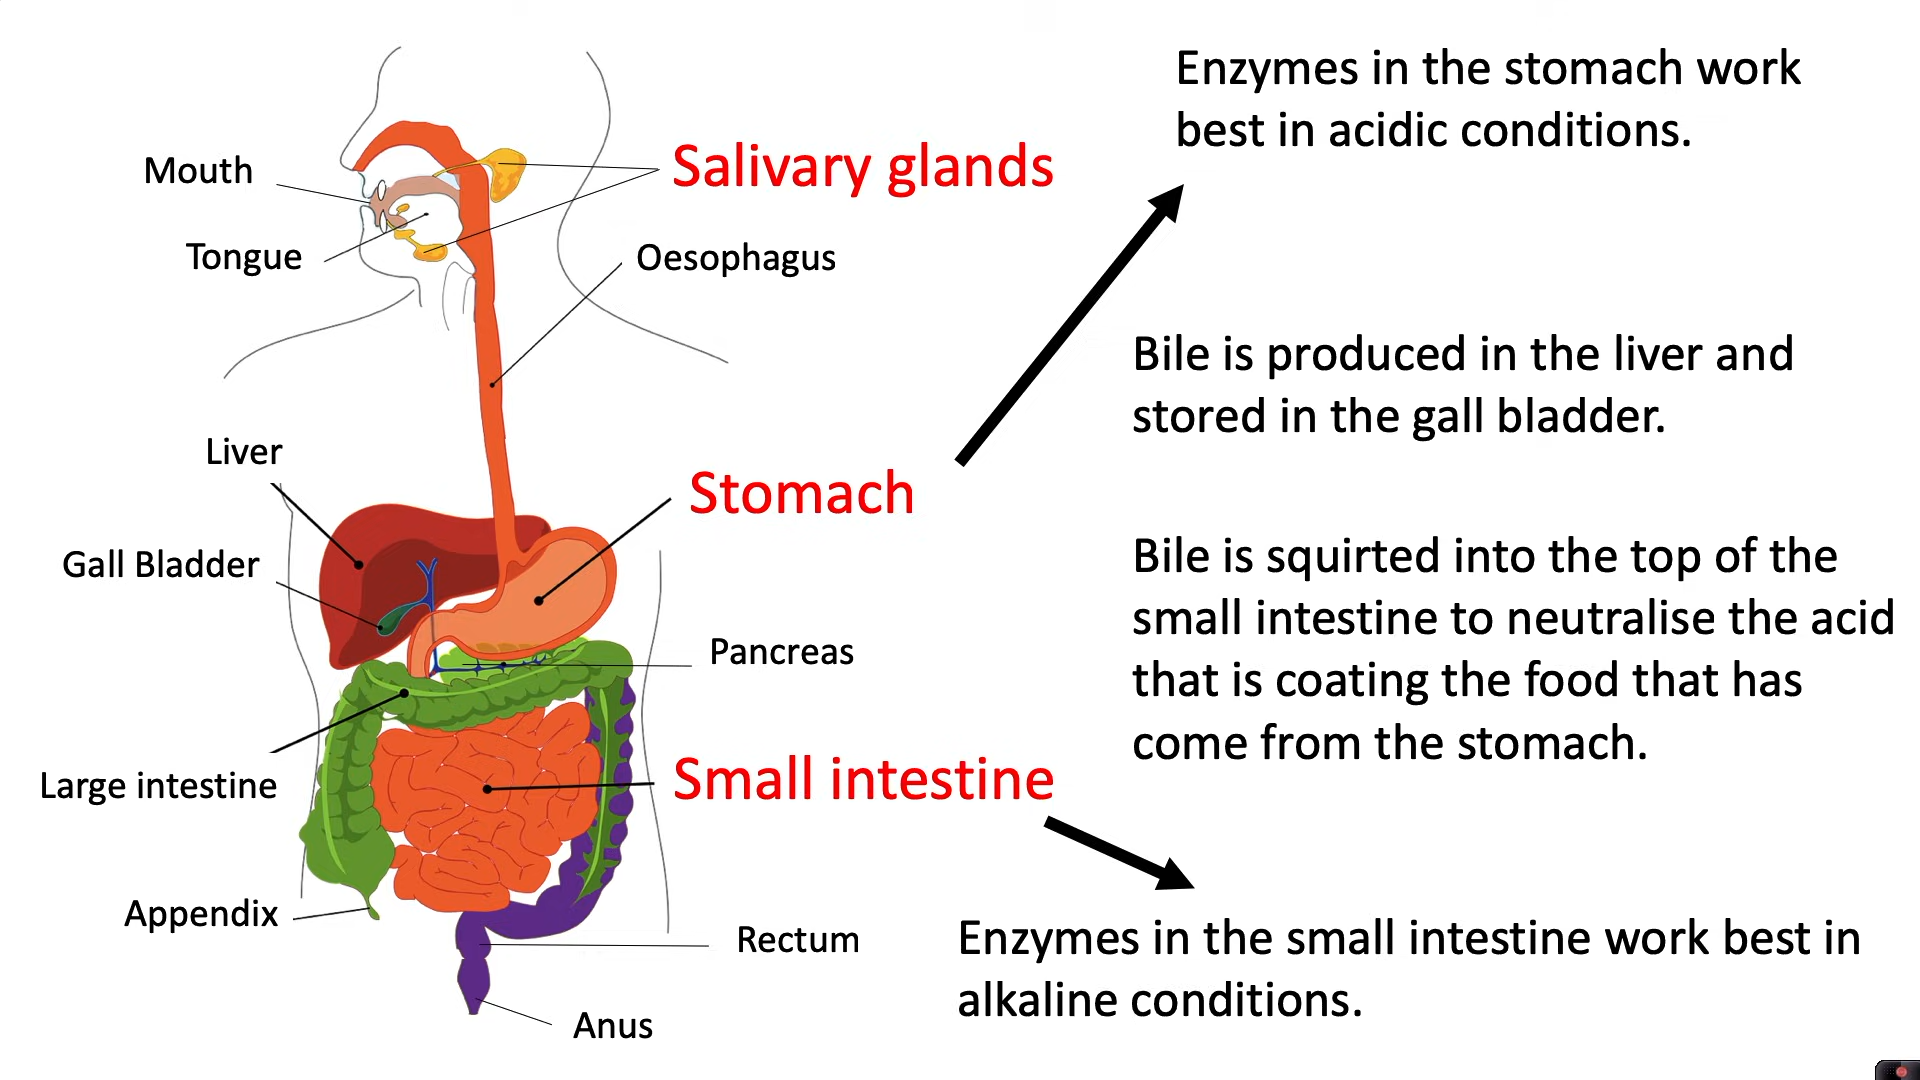 Enzymes in the stomach work
best in acidic conditions.
Mouth
Salivary glands
Tongue
Oesophagus
Bile is produced in the liver and
stored in the gall bladder.
Liver
Stomach
Gall Bladder
Bile is squirted into the top of the
small intestine to neutralise the acid
that is coating the food that has
come from the stomach.
Pancreas
Large intestine
Small intestine
Appendix
Rectum
Enzymes in the small intestine work best in
alkaline conditions.
Anus